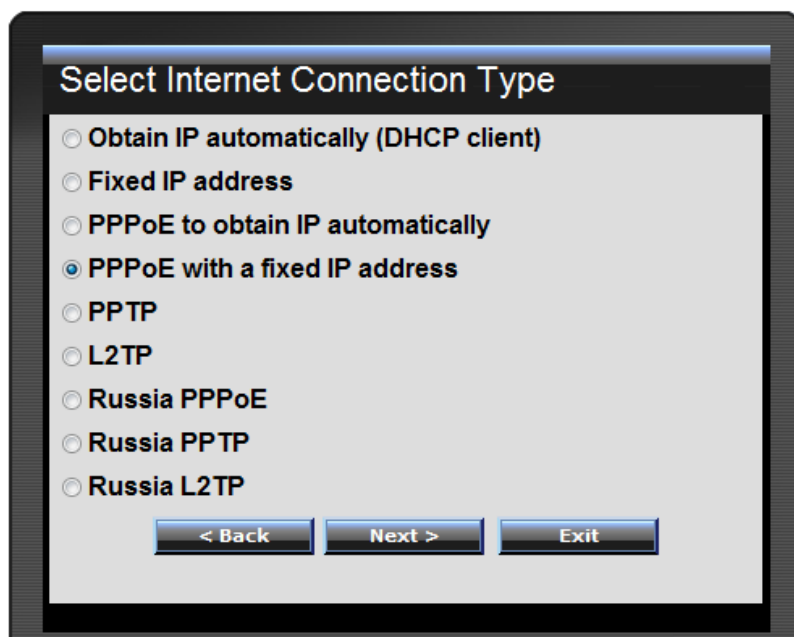 Select Internet Connection Type
Obtain IP automatically (DHCP client)
Fixed IP address
PPPoE to obtain IP automatically
PPPoE with a fixed IP address
PPTP
L2TP
Russia PPPoE
Russia PPTP
Russia L2TP
< Back Next > Exit